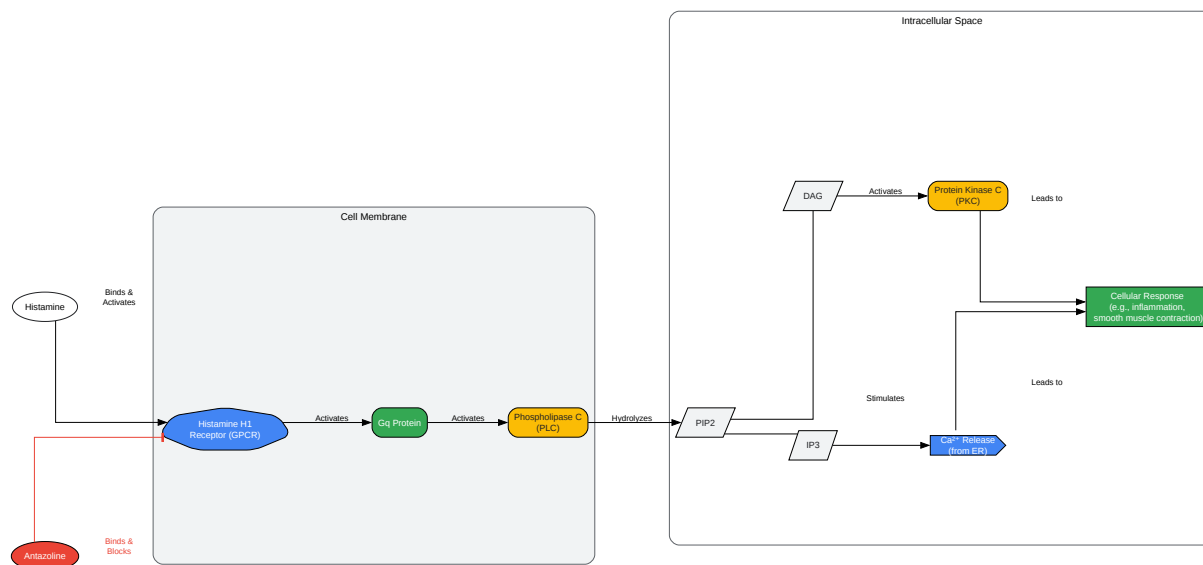 Intracellular Space
DAG
Activates
Protein Kinase C
(PKC)
Leads to
Cell Membrane
Binds &
Activates
Histamine
Cellular Response
(e.g., inflammation,
smooth muscle contraction)
Leads to
Stimulates
Histamine H1
Receptor (GPCR)
Activates
Gq Protein
Activates
Phospholipase C
(PLC)
Hydrolyzes
PIP2
IP3
Ca²⁺ Release
(from ER)
Binds &
Blocks
Antazoline